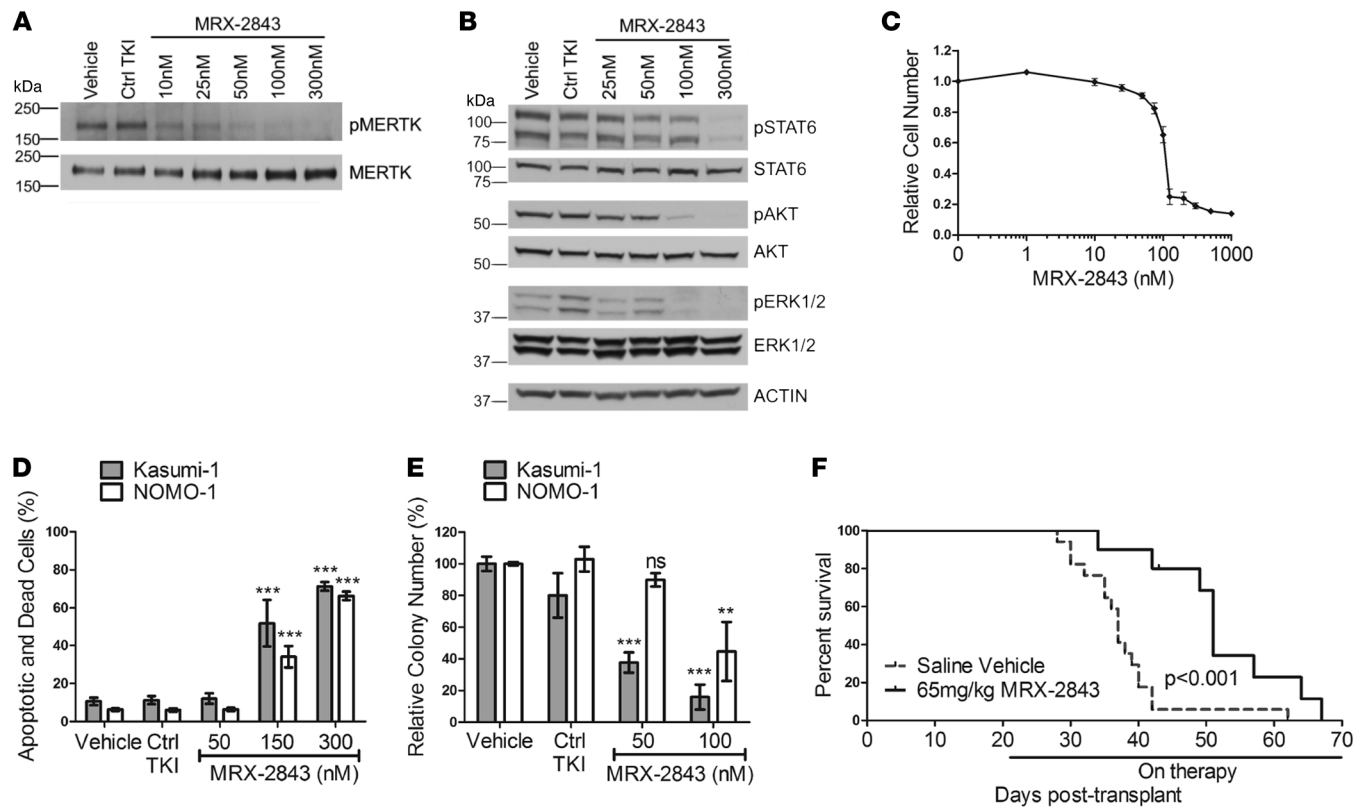 A
MRX-2843
Vehicle
Ctrl TKI
10nM
25nM
50nM
100nM
300nM
kDa
250
150
pMERTK
250
150
MERTK
B
MRX-2843
Vehicle
Ctrl TKI
25nM
50nM
100nM
300nM
kDa
100
75
pSTAT6
100
75
STAT6
50
pAKT
50
AKT
37
pERK1/2
37
ERK1/2
37
ACTIN
C
Relative Cell Number
1.2
1.0
0.8
0.6
0.4
0.2
0.0
0 1 10 100 1000
MRX-2843 (nM)
D
Kasumi-1
NOMO-1
Apoptotic and Dead Cells (%)
100
80
60
40
20
0
*** *** *** ***
Vehicle Ctrl TKI 50 150 300
MRX-2843 (nM)
E
Kasumi-1
NOMO-1
Relative Colony Number (%)
120
100
80
60
40
20
0
*** ns *** **
Vehicle Ctrl TKI 50 100
MRX-2843 (nM)
F
Percent survival
100
80
60
40
20
0
Saline Vehicle
65mg/kg MRX-2843
p<0.001
0 10 20 30 40 50 60 70
On therapy
Days post-transplant